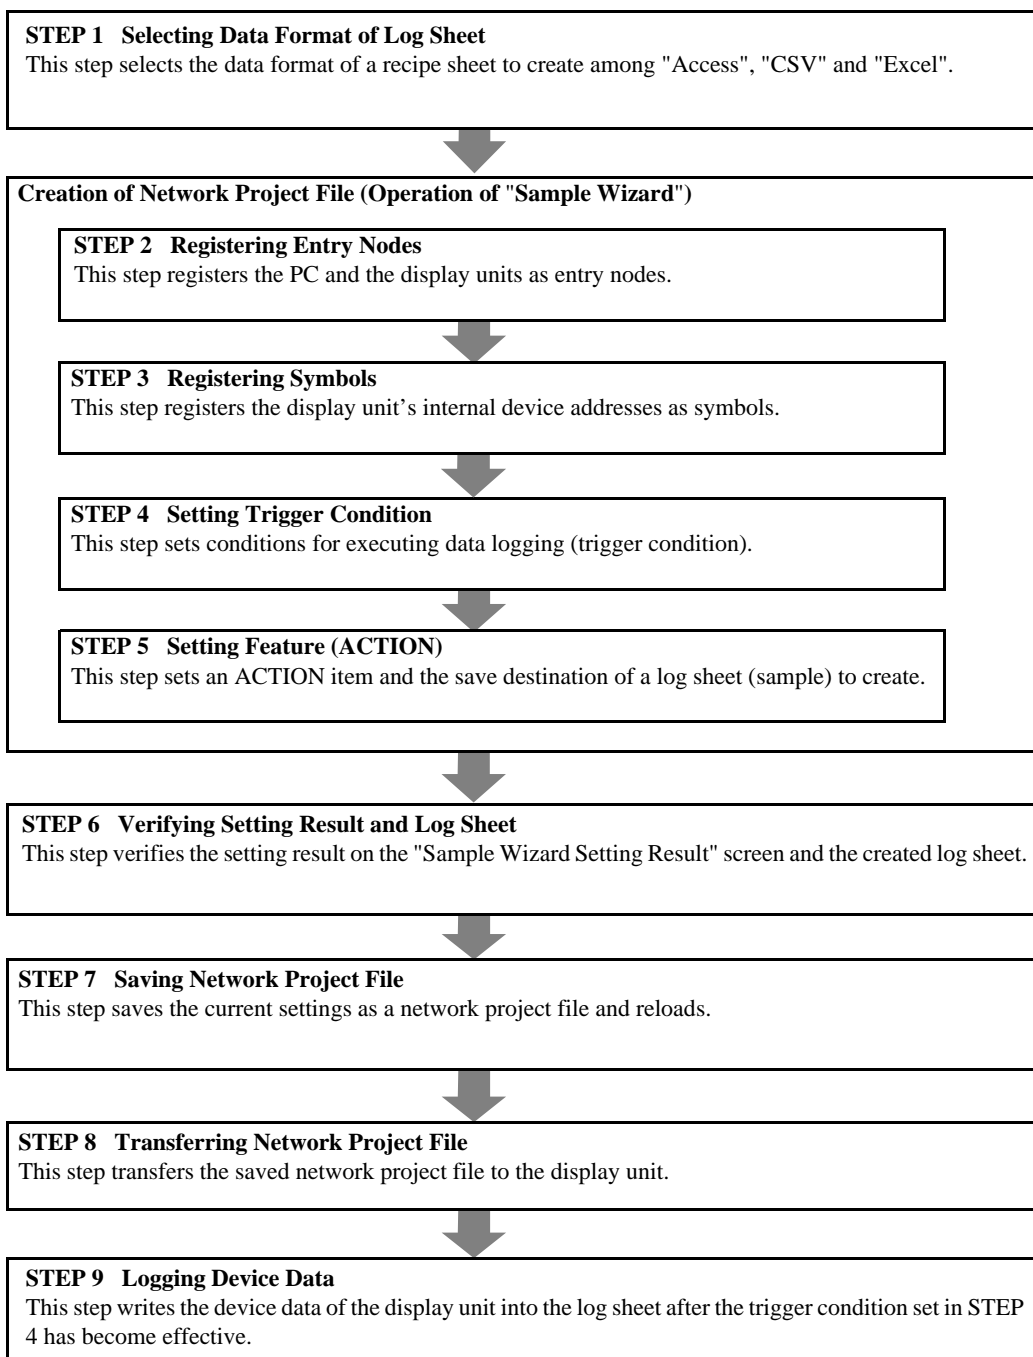 STEP 1   Selecting Data Format of Log Sheet
This step selects the data format of a recipe sheet to create among "Access", "CSV" and "Excel".
Creation of Network Project File (Operation of "Sample Wizard")
STEP 2   Registering Entry Nodes
This step registers the PC and the display units as entry nodes.
STEP 3   Registering Symbols
This step registers the display unit’s internal device addresses as symbols.
STEP 4   Setting Trigger Condition
This step sets conditions for executing data logging (trigger condition).
STEP 5   Setting Feature (ACTION)
This step sets an ACTION item and the save destination of a log sheet (sample) to create.
STEP 6   Verifying Setting Result and Log Sheet
This step verifies the setting result on the "Sample Wizard Setting Result" screen and the created log sheet.
STEP 7   Saving Network Project File
This step saves the current settings as a network project file and reloads.
STEP 8   Transferring Network Project File
This step transfers the saved network project file to the display unit.
STEP 9   Logging Device Data
This step writes the device data of the display unit into the log sheet after the trigger condition set in STEP
4 has become effective.